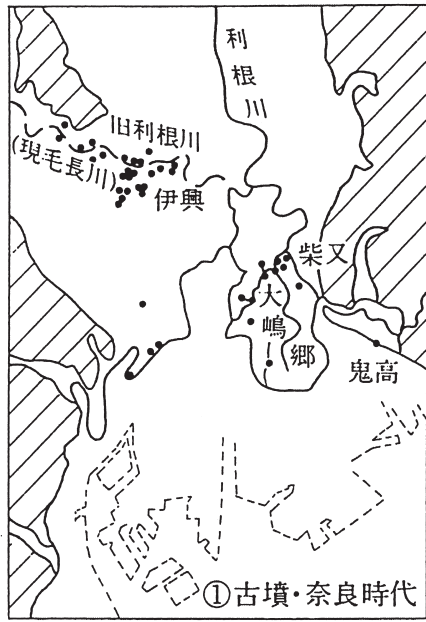 利根川
旧利根川
(現毛長川)
伊興
柴又
大嶋郷
鬼高
①古墳・奈良時代